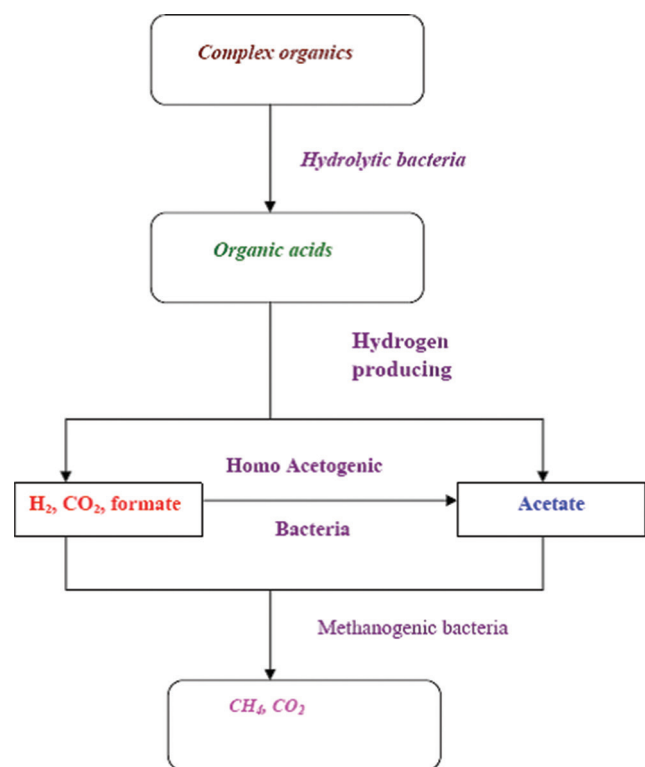 Complex organics
Hydrolytic bacteria
Organic acids
Hydrogen
producing
Homo Acetogenic
H₂, CO₂, formate
Acetate
Bacteria
Methanogenic bacteria
CH₄, CO₂